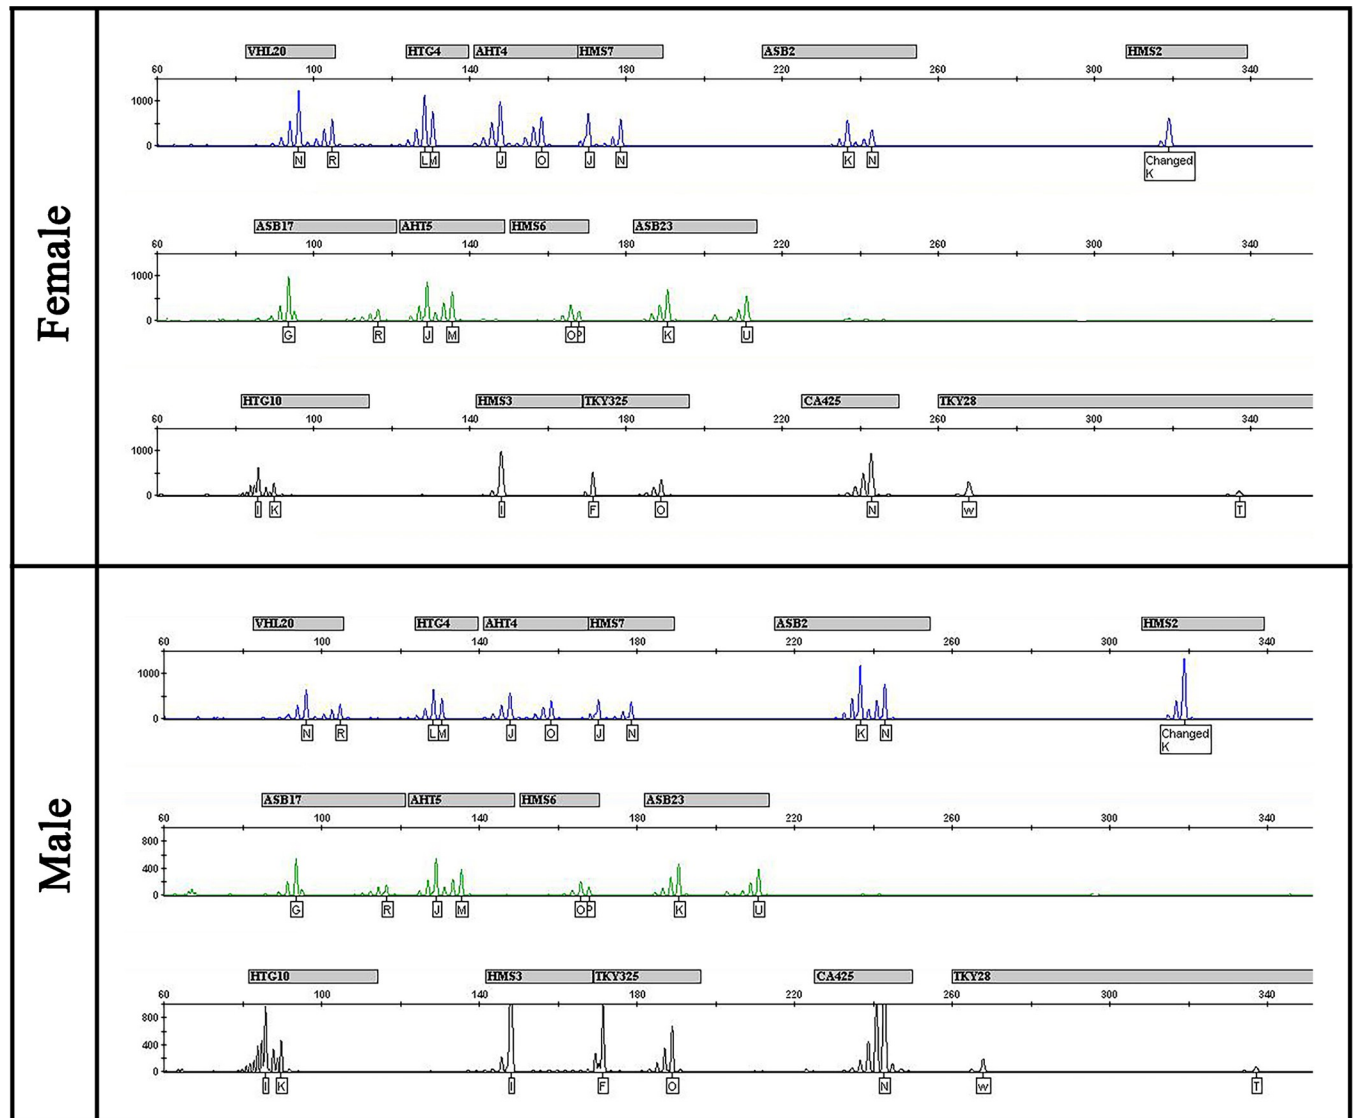 Female
VHL20 HTG4 AHT4 HMS7 ASB2 HMS2
60 100 140 180 220 260 300 340
1000
0
N R L M J O J N K N Changed
K
ASB17 AHT5 HMS6 ASB23
60 100 140 180 220 260 300 340
1000
0
G R J M O P K U
HTG10 HMS3 TKY325 CA425 TKY28
60 100 140 180 220 260 300 340
1000
0
I K I F O N w T
Male
VHL20 HTG4 AHT4 HMS7 ASB2 HMS2
60 100 140 180 220 260 300 340
1000
0
N R L M J O J N K N Changed
K
ASB17 AHT5 HMS6 ASB23
60 100 140 180 220 260 300 340
800
400
0
G R J M O P K U
HTG10 HMS3 TKY325 CA425 TKY28
60 100 140 180 220 260 300 340
800
400
0
I K I F O N w T